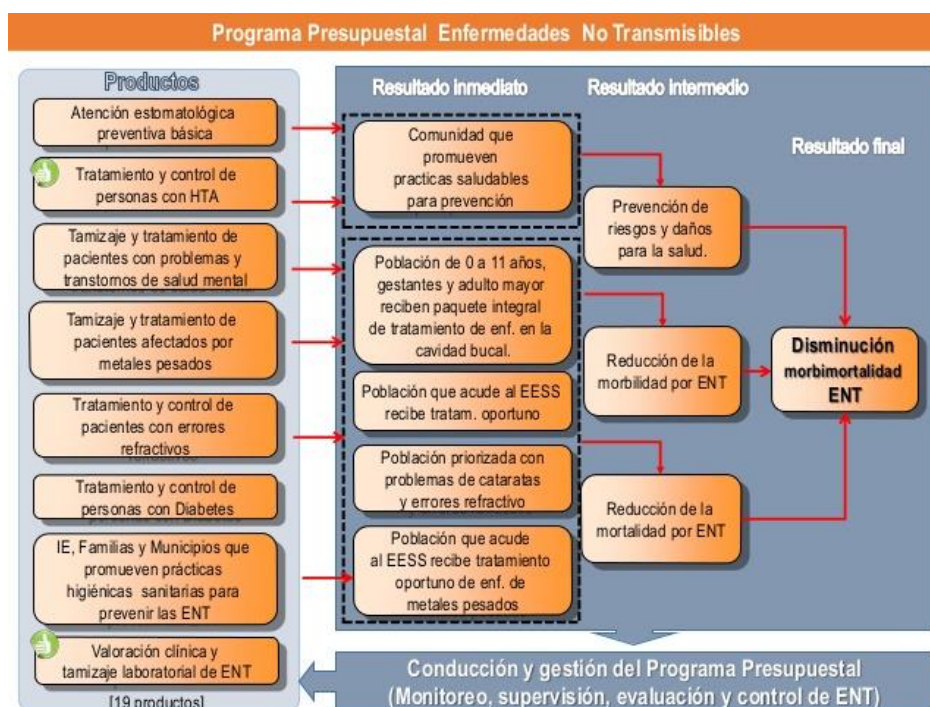 Programa Presupuestal Enfermedades No Transmisibles
Productos
Atención estomatológica
preventiva básica
Tratamiento y control de
personas con HTA
Tamizaje y tratamiento de
pacientes con problemas y
transtornos de salud mental
Tamizaje y tratamiento de
pacientes afectados por
metales pesados
Tratamiento y control de
pacientes con errores
refractivos
Tratamiento y control de
personas con Diabetes
IE, Familias y Municipios que
promueven prácticas
higiénicas sanitarias para
prevenir las ENT
Valoración clínica y
tamizaje laboratorial de ENT
[19 productos]
Resultado inmediato
Comunidad que
promueven
practicas saludables
para prevención
Población de 0 a 11 años,
gestantes y adulto mayor
reciben paquete integral
de tratamiento de enf. en la
cavidad bucal.
Población que acude al EESS
recibe tratam. oportuno
Población priorizada con
problemas de cataratas
y errores refractivo
Población que acude
al EESS recibe tratamiento
oportuno de enf. de
metales pesados
Resultado intermedio
Prevención de
riesgos y daños
para la salud.
Reducción de la
morbilidad por ENT
Reducción de la
mortalidad por ENT
Resultado final
Disminución
morbimortalidad
ENT
Conducción y gestión del Programa Presupuestal
(Monitoreo, supervisión, evaluación y control de ENT)